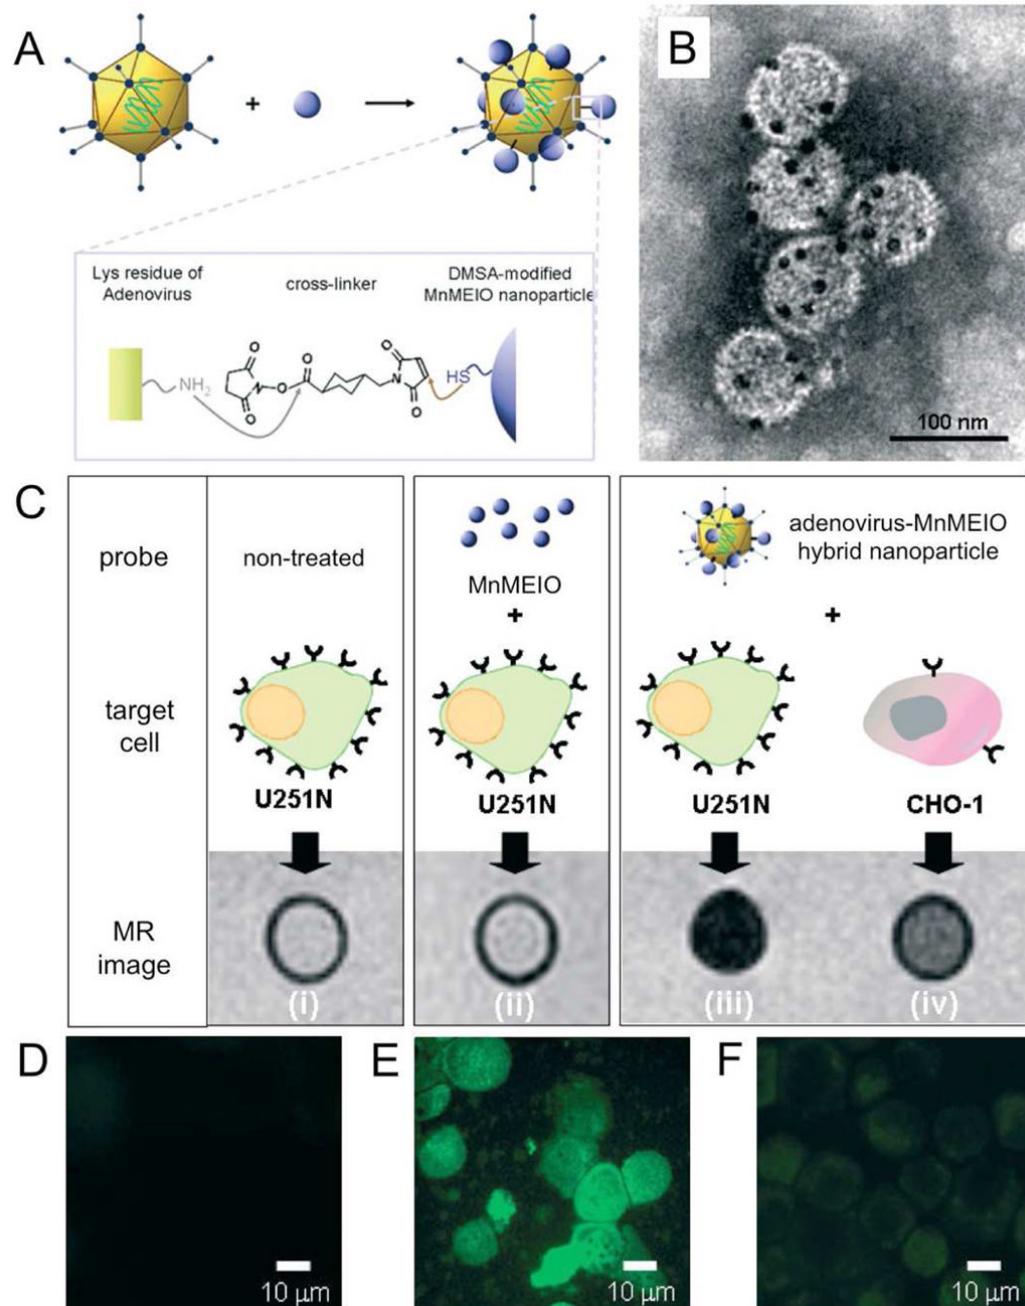 A
+
B
Lys residue of
Adenovirus
cross-linker
DMSA-modified
MnMEIO nanoparticle
NH2
O
O
N
O
O
O
N
O
HS
100 nm
C
probe
non-treated
MnMEIO
+
adenovirus-MnMEIO
hybrid nanoparticle
+
target
cell
U251N
U251N
U251N
CHO-1
MR
image
(i)
(ii)
(iii)
(iv)
D
10 μm
E
10 μm
F
10 μm